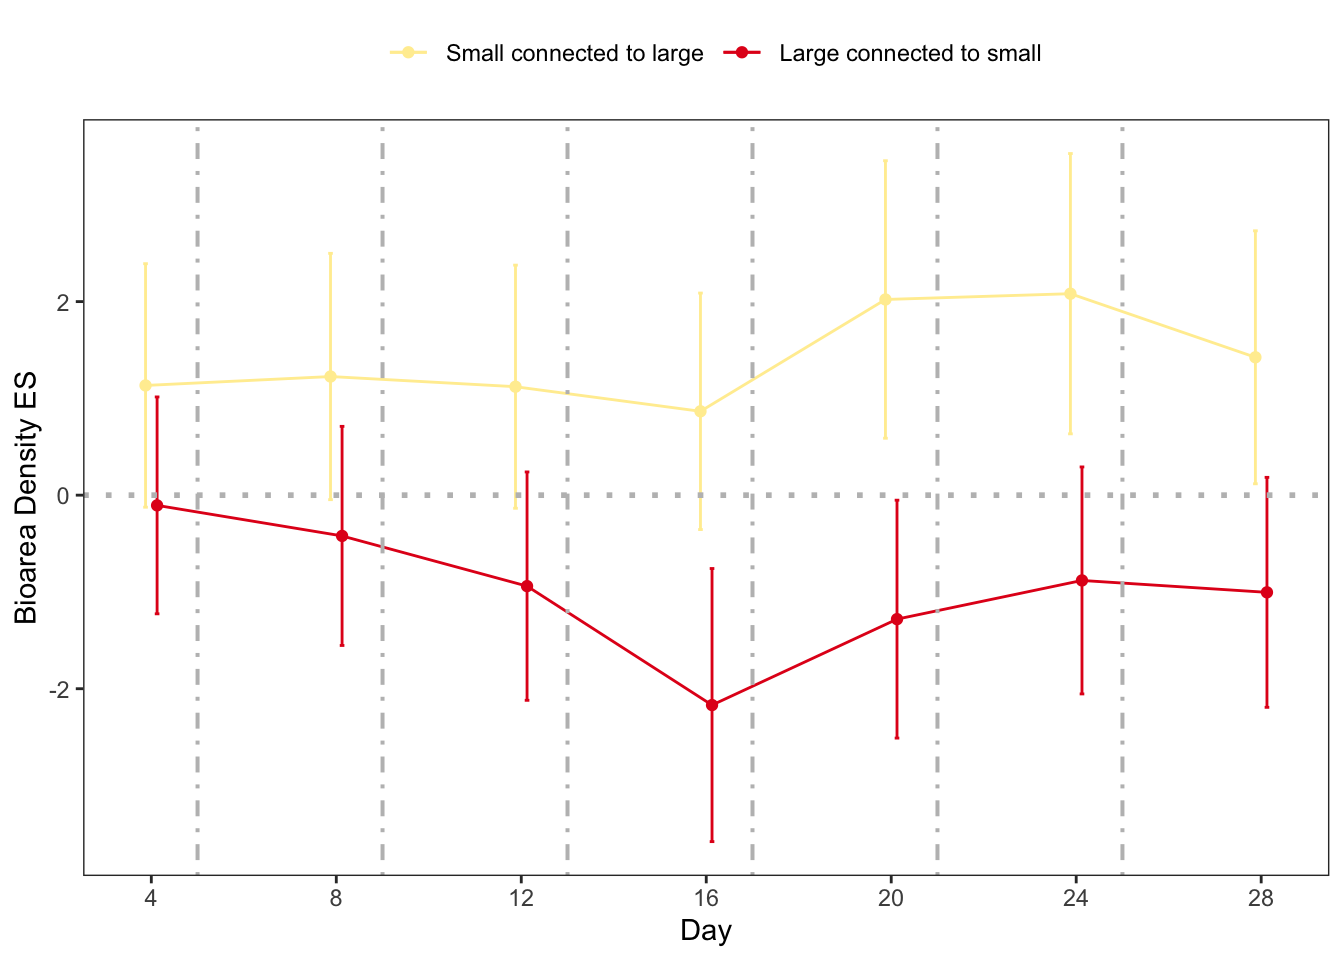 Small connected to large Large connected to small
Bioarea Density ES
2
0
-2
4 8 12 16 20 24 28
Day